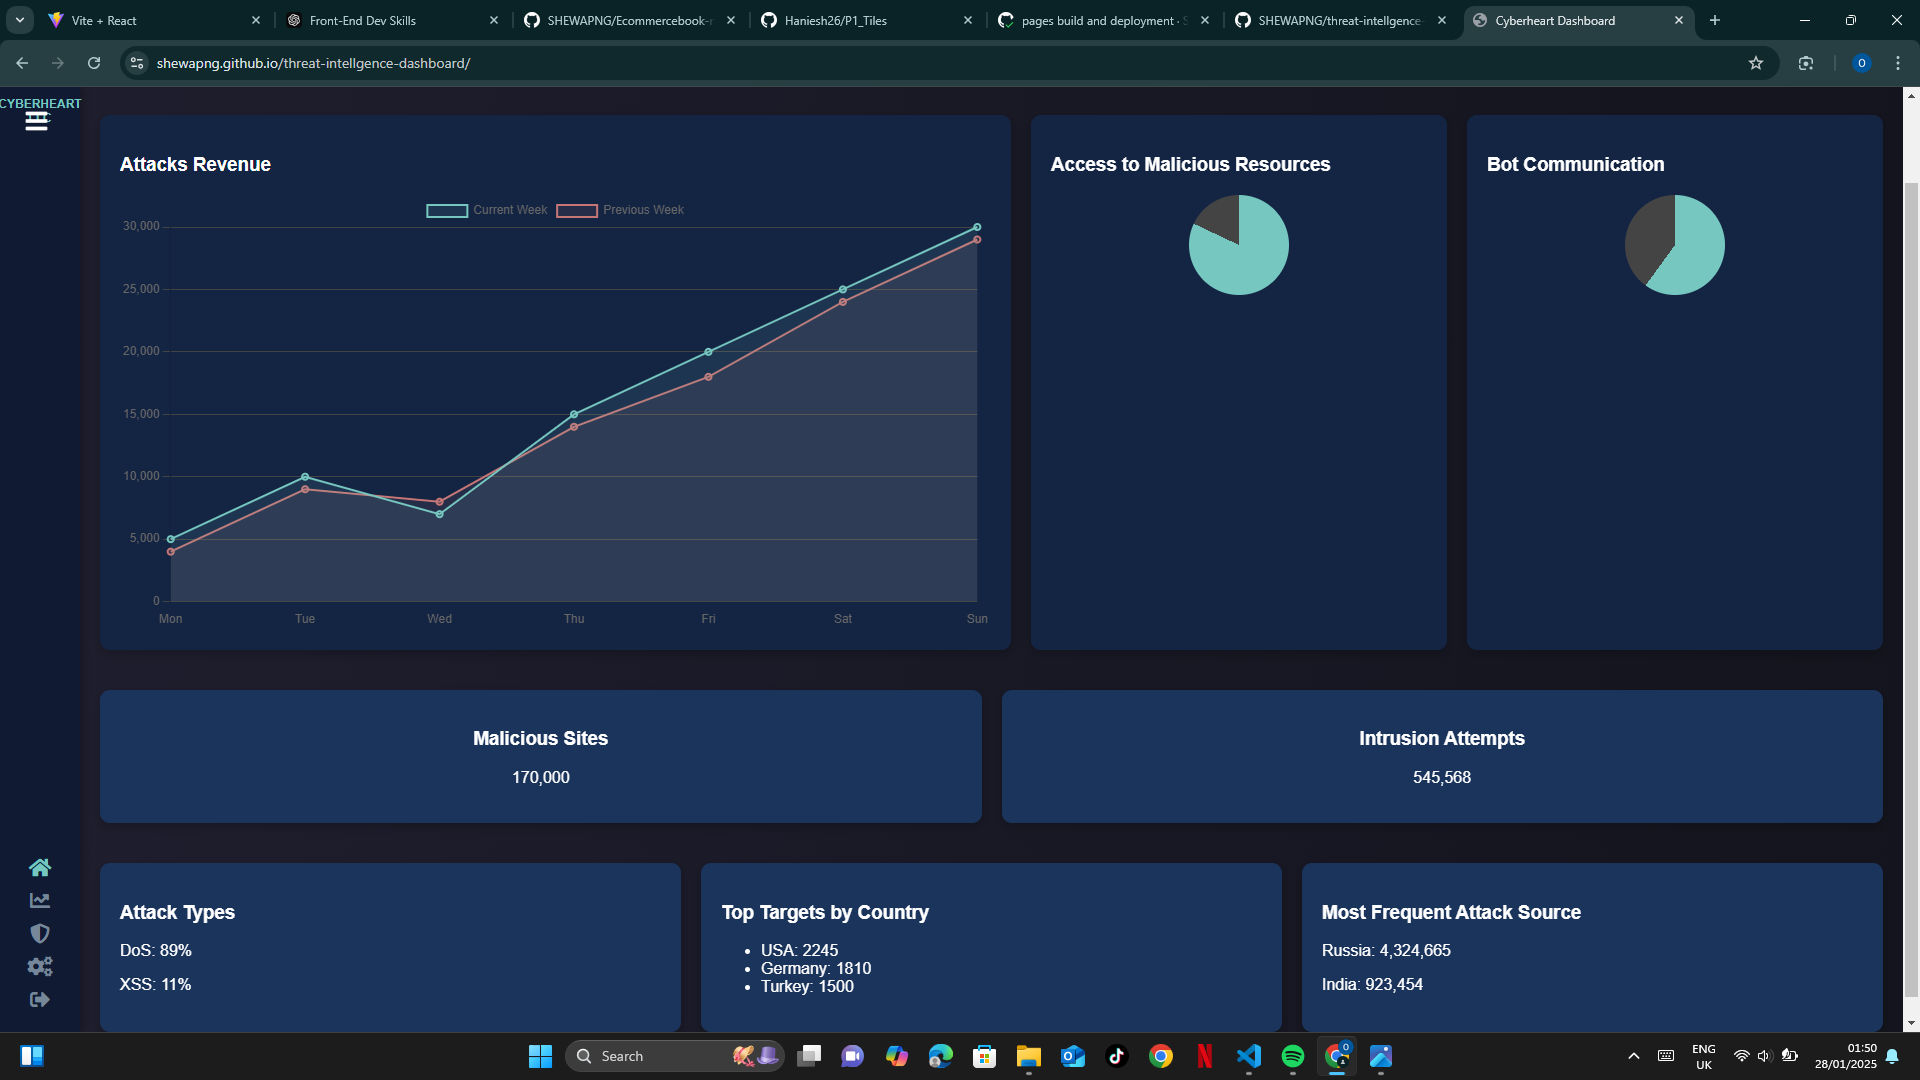 Vite + React
Front-End Dev Skills
SHEWAPNG/Ecommercebook-r
Haniesh26/P1_Tiles
pages build and deployment · S
SHEWAPNG/threat-intellgence-
Cyberheart Dashboard
shewapng.github.io/threat-intellgence-dashboard/
O
CYBERHEART
Attacks Revenue
Current Week
Previous Week
30,000
25,000
20,000
15,000
10,000
5,000
0
Mon
Tue
Wed
Thu
Fri
Sat
Sun
Access to Malicious Resources
Bot Communication
Malicious Sites
170,000
Intrusion Attempts
545,568
Attack Types
DoS: 89%
XSS: 11%
Top Targets by Country
• USA: 2245
• Germany: 1810
• Turkey: 1500
Most Frequent Attack Source
Russia: 4,324,665
India: 923,454
Search
ENG
UK
01:50
28/01/2025